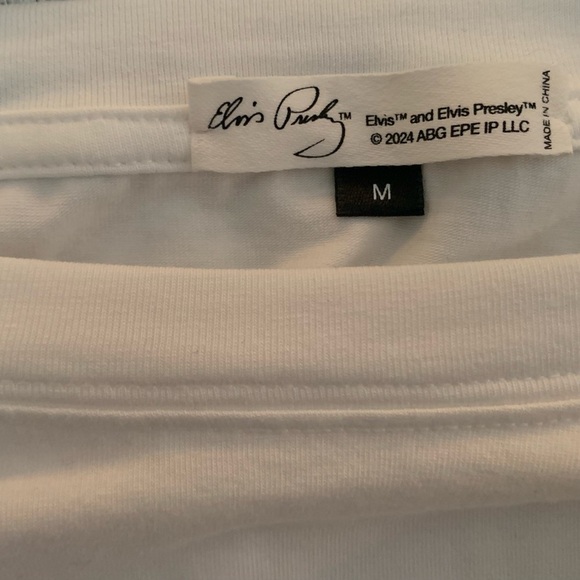 Elvis Presley™
Elvis™ and Elvis Presley™
© 2024 ABG EPE IP LLC
MADE IN CHINA
M